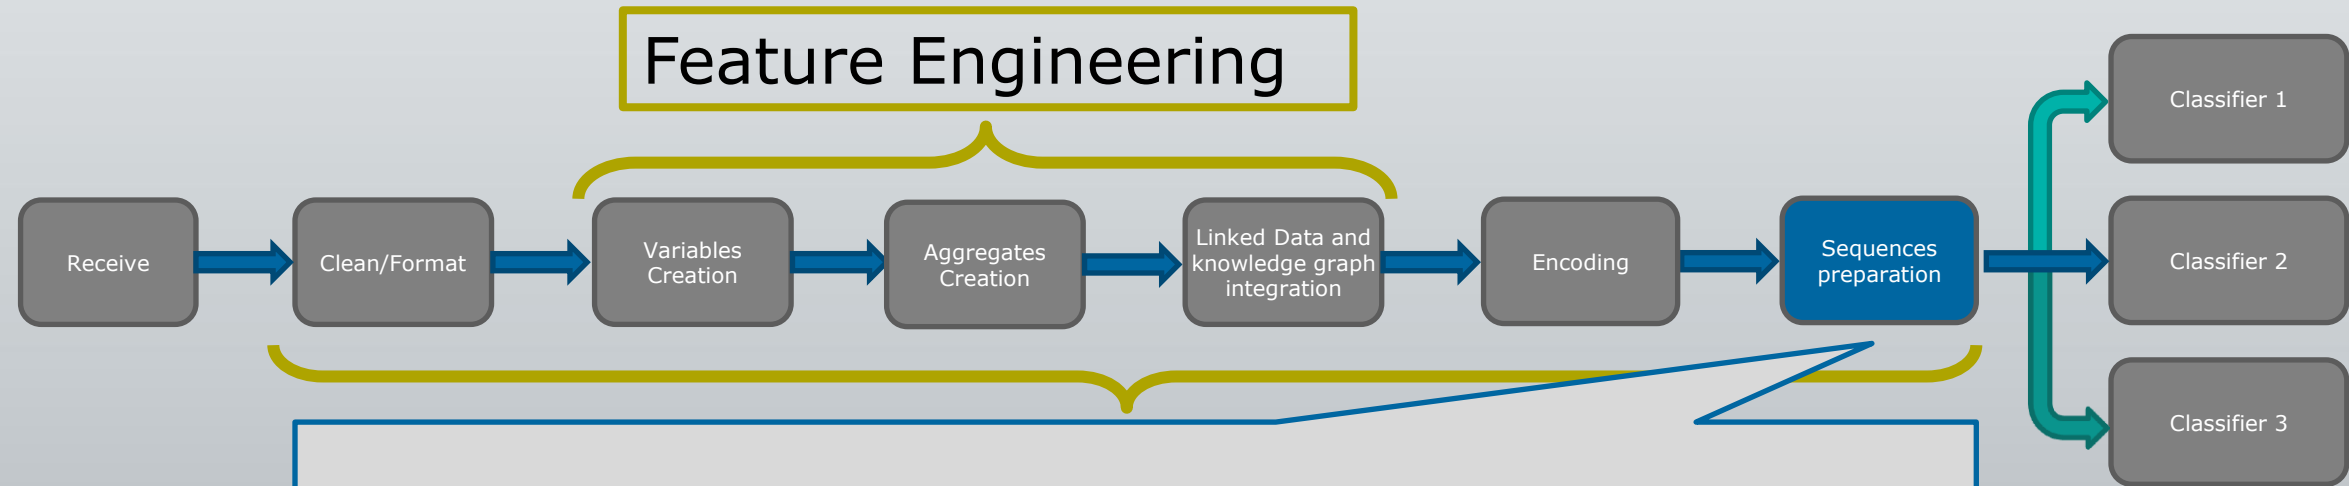 Feature Engineering
Receive
Clean/Format
Variables
Creation
Aggregates
Creation
Linked Data and
knowledge graph
integration
Encoding
Sequences
preparation
Classifier 1
Classifier 2
Classifier 3